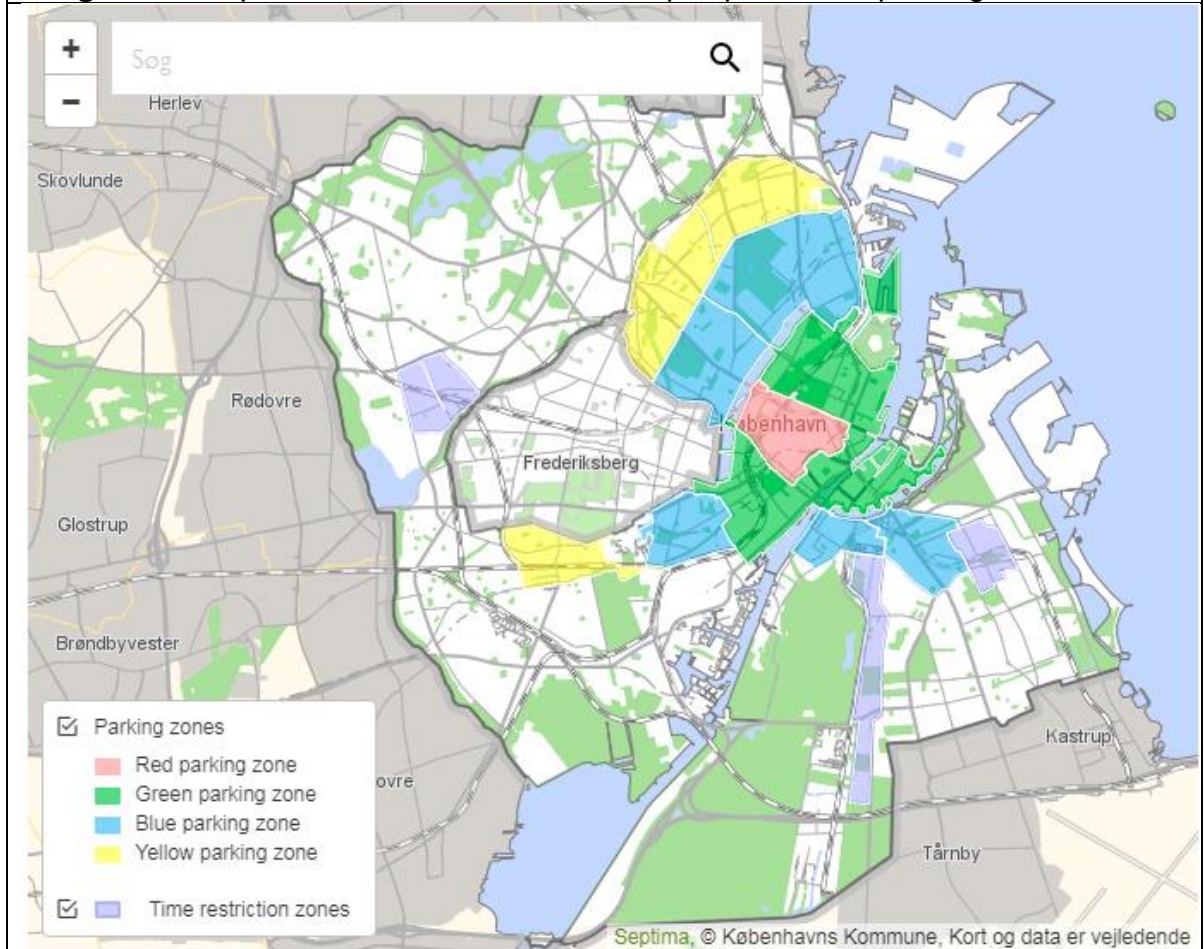 +
Søg
-
Herlev
Skovlunde
Rødovre
København
Frederiksberg
Glostrup
Brøndbyvester
Kastrup
ovre
Tårnby
Parking zones
Red parking zone
Green parking zone
Blue parking zone
Yellow parking zone
Time restriction zones
Septima, © Københavns Kommune, Kort og data er vejledende